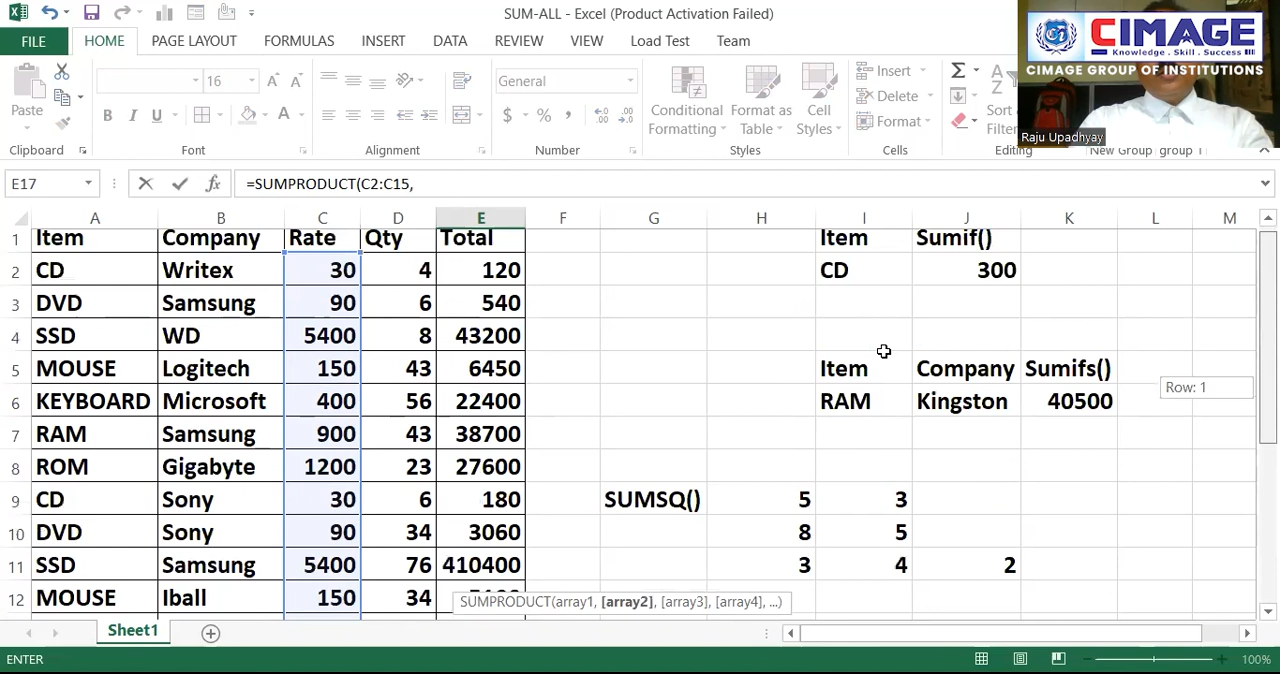 SUM-ALL - Excel (Product Activation Failed)
FILE HOME PAGE LAYOUT FORMULAS INSERT DATA REVIEW VIEW Load Test Team
CIMAGE
Knowledge . Skill . Success
CIMAGE GROUP OF INSTITUTIONS
Raju Upadhyay
16 General
Paste
B I U A
$ % ,
Conditional Formatting
Format as Table
Cell Styles
Insert
Delete
Format
Clipboard Font Alignment Number Styles Cells Editing New Group group 1
E17 fx =SUMPRODUCT(C2:C15,
A B C D E F G H I J K L M
1 Item Company Rate Qty Total Item Sumif()
2 CD Writex 30 4 120 CD 300
3 DVD Samsung 90 6 540
4 SSD WD 5400 8 43200
5 MOUSE Logitech 150 43 6450 Item Company Sumifs()
6 KEYBOARD Microsoft 400 56 22400 RAM Kingston 40500
Row: 1
7 RAM Samsung 900 43 38700
8 ROM Gigabyte 1200 23 27600
9 CD Sony 30 6 180 SUMSQ() 5 3
10 DVD Sony 90 34 3060 8 5
11 SSD Samsung 5400 76 410400 3 4 2
12 MOUSE Iball 150 34
SUMPRODUCT(array1, [array2], [array3], [array4], ...)
Sheet1
ENTER 100%